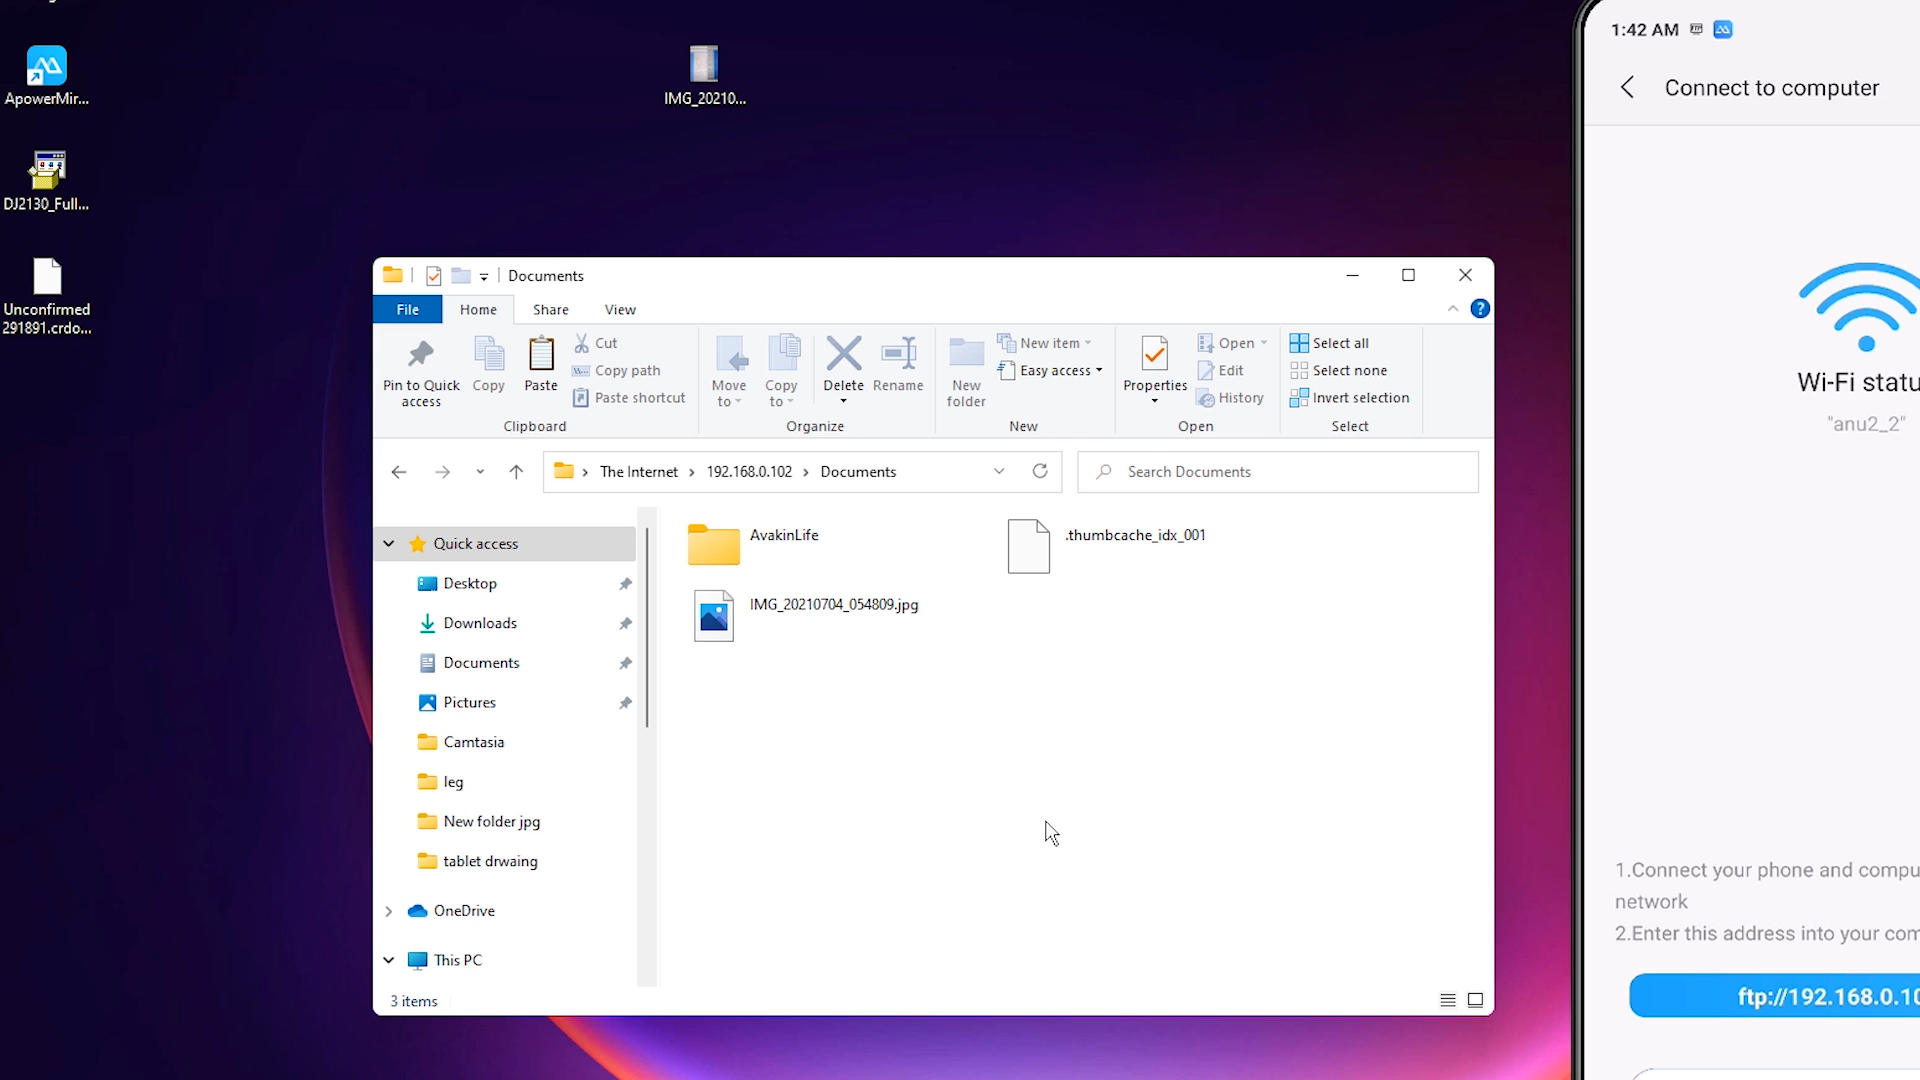 ApowerMir...
DJ2130_Full...
Unconfirmed
291891.crdo...
IMG_20210...
Documents
File
Home
Share
View
Pin to Quick
access
Copy
Paste
Cut
Copy path
Paste shortcut
Clipboard
Move
to
Copy
to
Delete
Rename
Organize
New
folder
New item
Easy access
New
Properties
Open
Edit
History
Open
Select all
Select none
Invert selection
Select
The Internet
192.168.0.102
Documents
Search Documents
Quick access
Desktop
Downloads
Documents
Pictures
Camtasia
leg
New folder jpg
tablet drwaing
OneDrive
This PC
AvakinLife
.thumbcache_idx_001
IMG_20210704_054809.jpg
3 items
1:42 AM
Connect to computer
Wi-Fi statu
"anu2_2"
1.Connect your phone and compu
network
2.Enter this address into your com
ftp://192.168.0.10